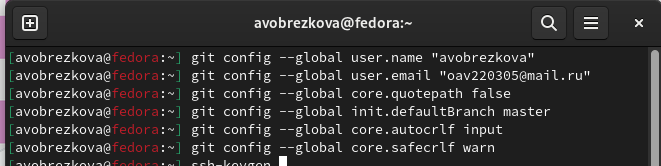 avobrezkova@fedora:~
[avobrezkova@fedora:~] git config --global user.name "avobrezkova"
[avobrezkova@fedora:~] git config --global user.email "oav220305@mail.ru"
[avobrezkova@fedora:~] git config --global core.quotepath false
[avobrezkova@fedora:~] git config --global init.defaultBranch master
[avobrezkova@fedora:~] git config --global core.autocrlf input
[avobrezkova@fedora:~] git config --global core.safecrlf warn
[avobrezkova@fedora:~] ssh-keygen